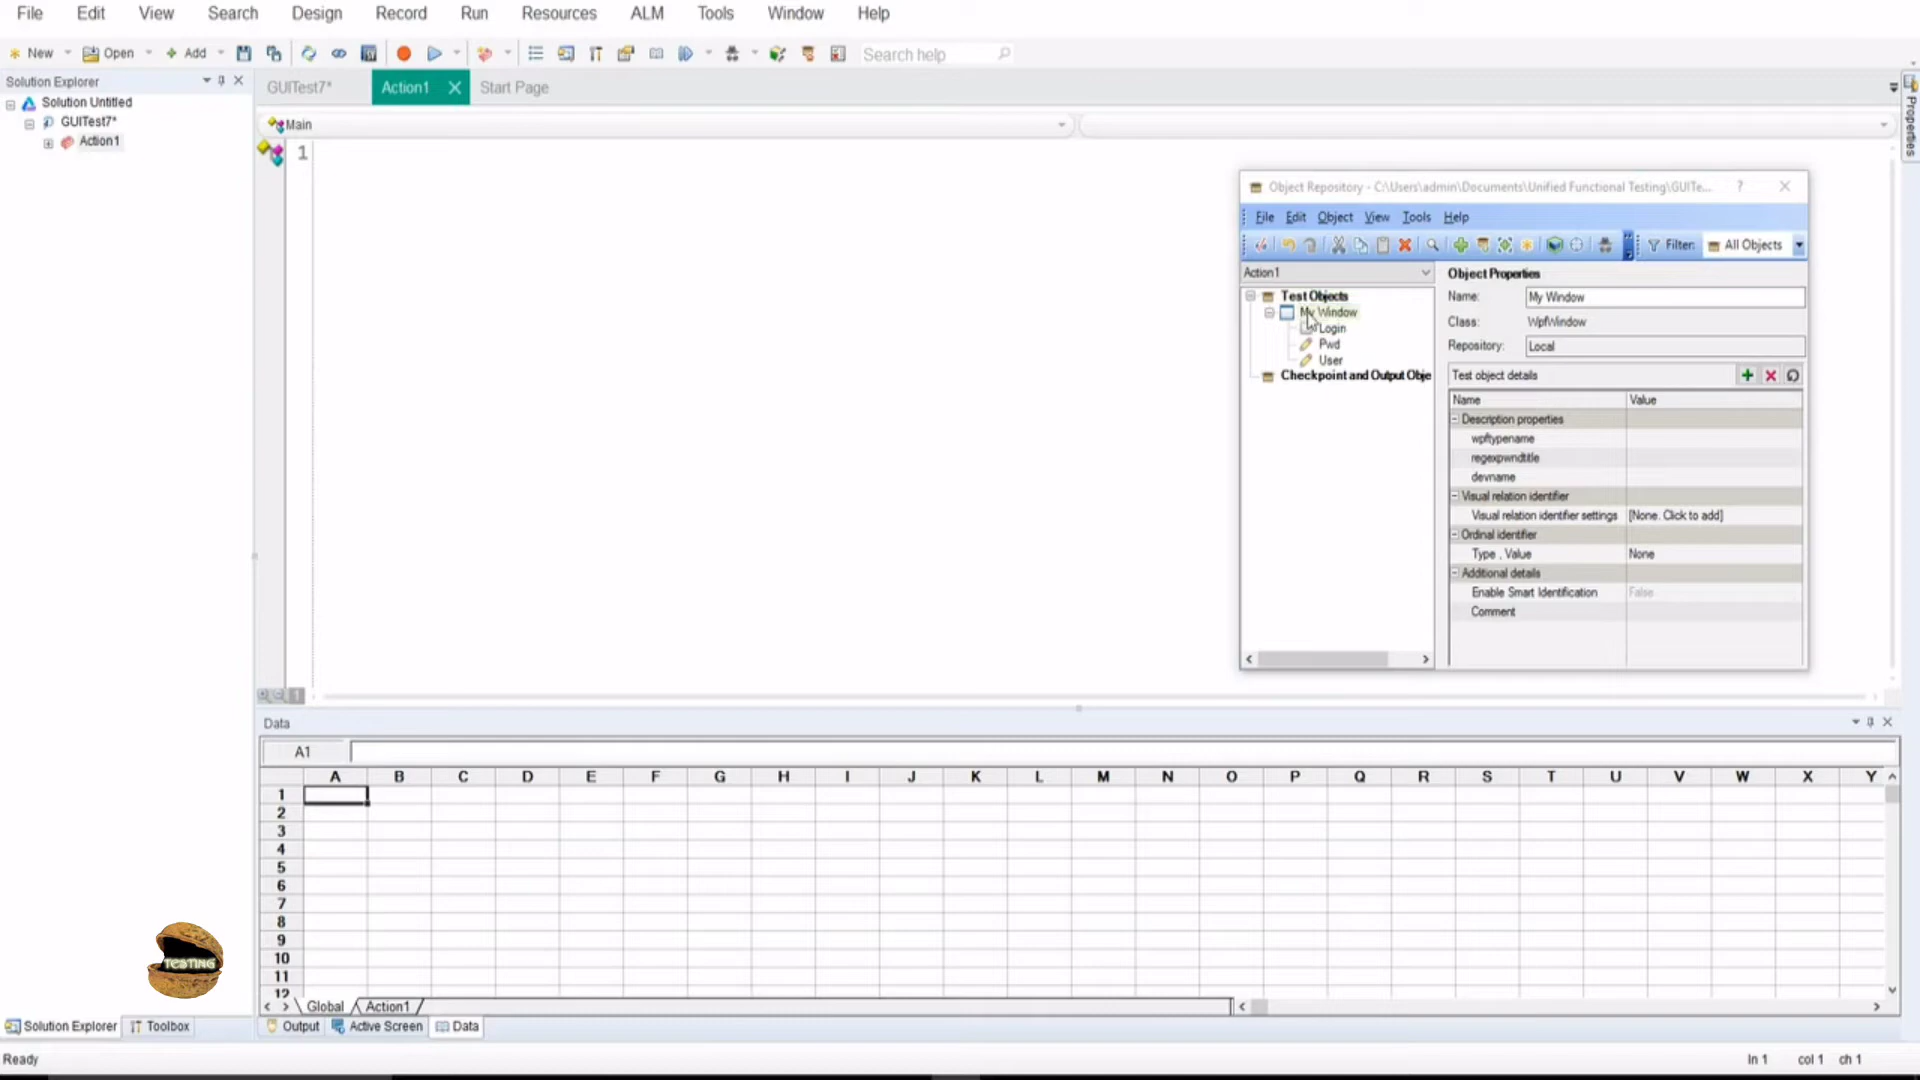 File Edit View Search Design Record Run Resources ALM Tools Window Help
New Open Add Search help
Solution Explorer
GUITest7* Action1 Start Page
Solution Untitled
GUITest7*
Action1
Main
1
Object Repository - C:\Users\admin\Documents\Unified Functional Testing\GUITe... ?
File Edit Object View Tools Help
Filter: All Objects
Action1
Test Objects
My Window
Login
Pwd
User
Checkpoint and Output Obje
Object Properties
Name: My Window
Class: WpfWindow
Repository: Local
Test object details
Name Value
Description properties
wpftypename
regexpwndtitle
devname
Visual relation identifier
Visual relation identifier settings [None. Click to add]
Ordinal identifier
Type , Value None
Additional details
Enable Smart Identification False
Comment
1
Data
A1
A B C D E F G H I J K L M N O P Q R S T U V W X Y
1
2
3
4
5
6
7
8
9
10
11
12
TESTING
Global Action1
Solution Explorer Toolbox Output Active Screen Data
Ready ln 1 col 1 ch 1
Properties